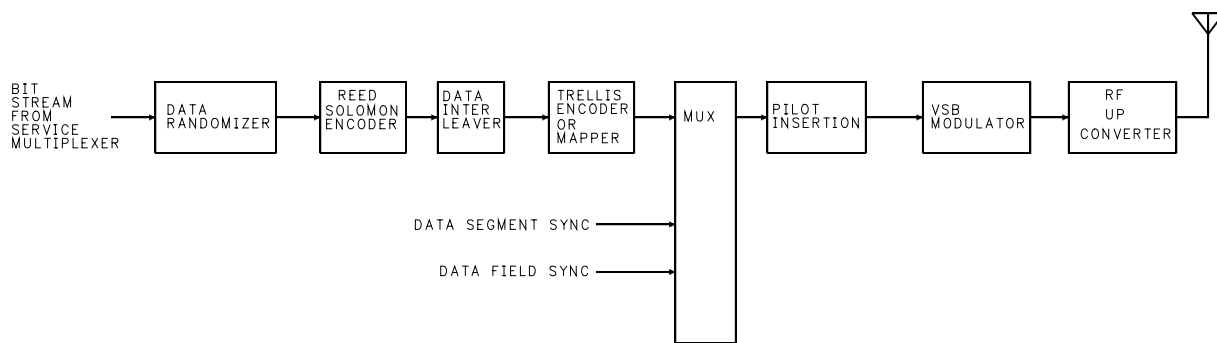 BIT
STREAM
FROM
SERVICE
MULTIPLEXER
DATA
RANDOMIZER
REED
SOLOMON
ENCODER
DATA
INTER
LEAVER
TRELLIS
ENCODER
OR
MAPPER
MUX
PILOT
INSERTION
VSB
MODULATOR
RF
UP
CONVERTER
DATA SEGMENT SYNC
DATA FIELD SYNC